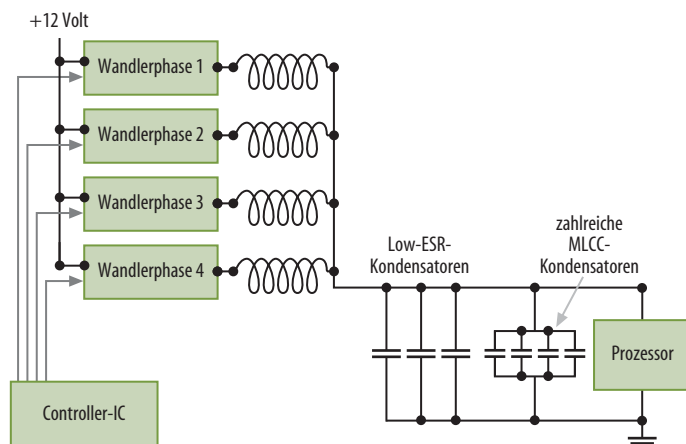 +12 Volt
Wandlerphase 1
Wandlerphase 2
Wandlerphase 3
Wandlerphase 4
Low-ESR-
Kondensatoren
zahlreiche
MLCC-
Kondensatoren
Prozessor
Controller-IC